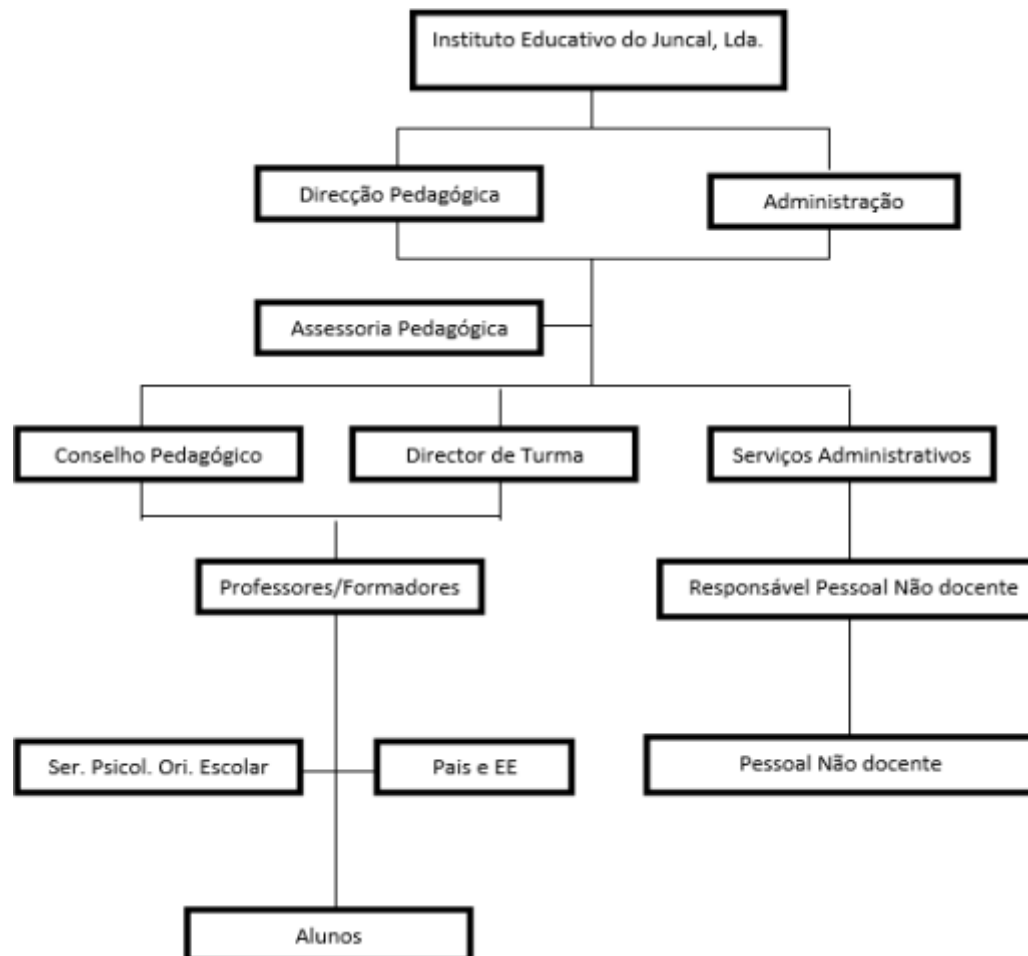 Instituto Educativo do Juncal, Lda.
Direcção Pedagógica
Administração
Assessoria Pedagógica
Conselho Pedagógico
Director de Turma
Serviços Administrativos
Professores/Formadores
Responsável Pessoal Não docente
Ser. Psicol. Ori. Escolar
Pais e EE
Pessoal Não docente
Alunos